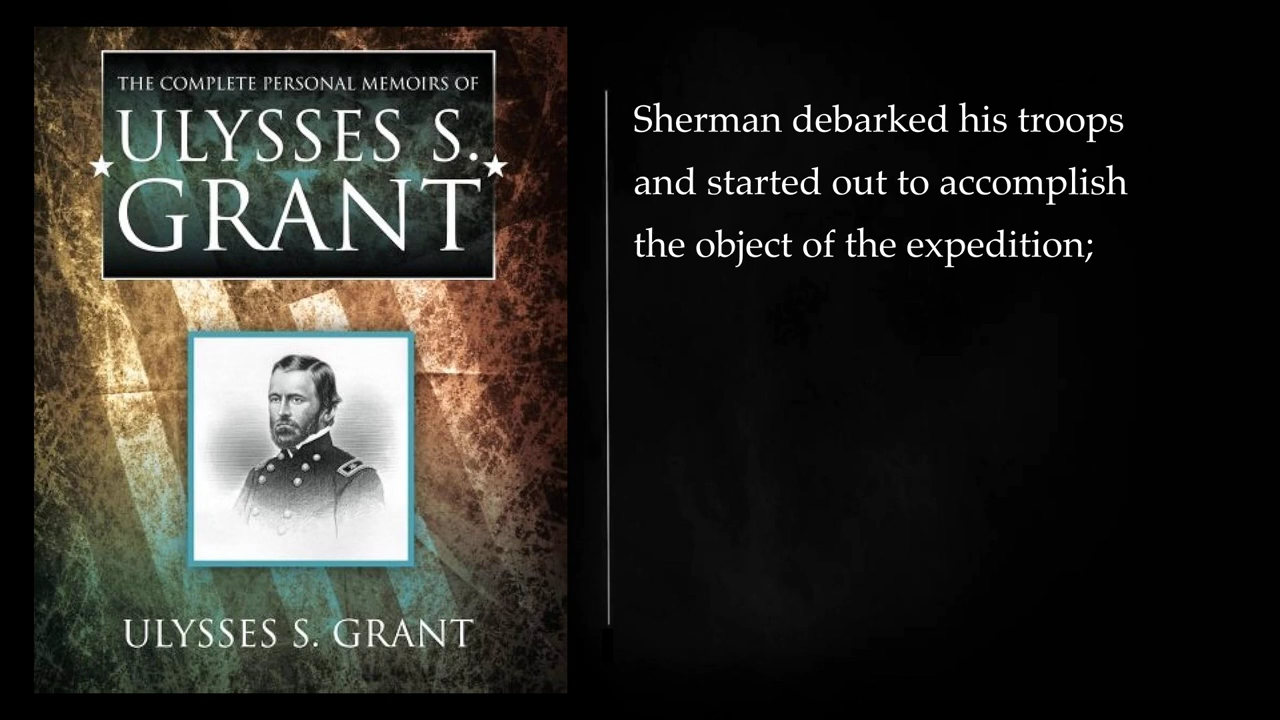 THE COMPLETE PERSONAL MEMOIRS OF
ULYSSES S.
GRANT
ULYSSES S. GRANT
Sherman debarked his troops
and started out to accomplish
the object of the expedition;